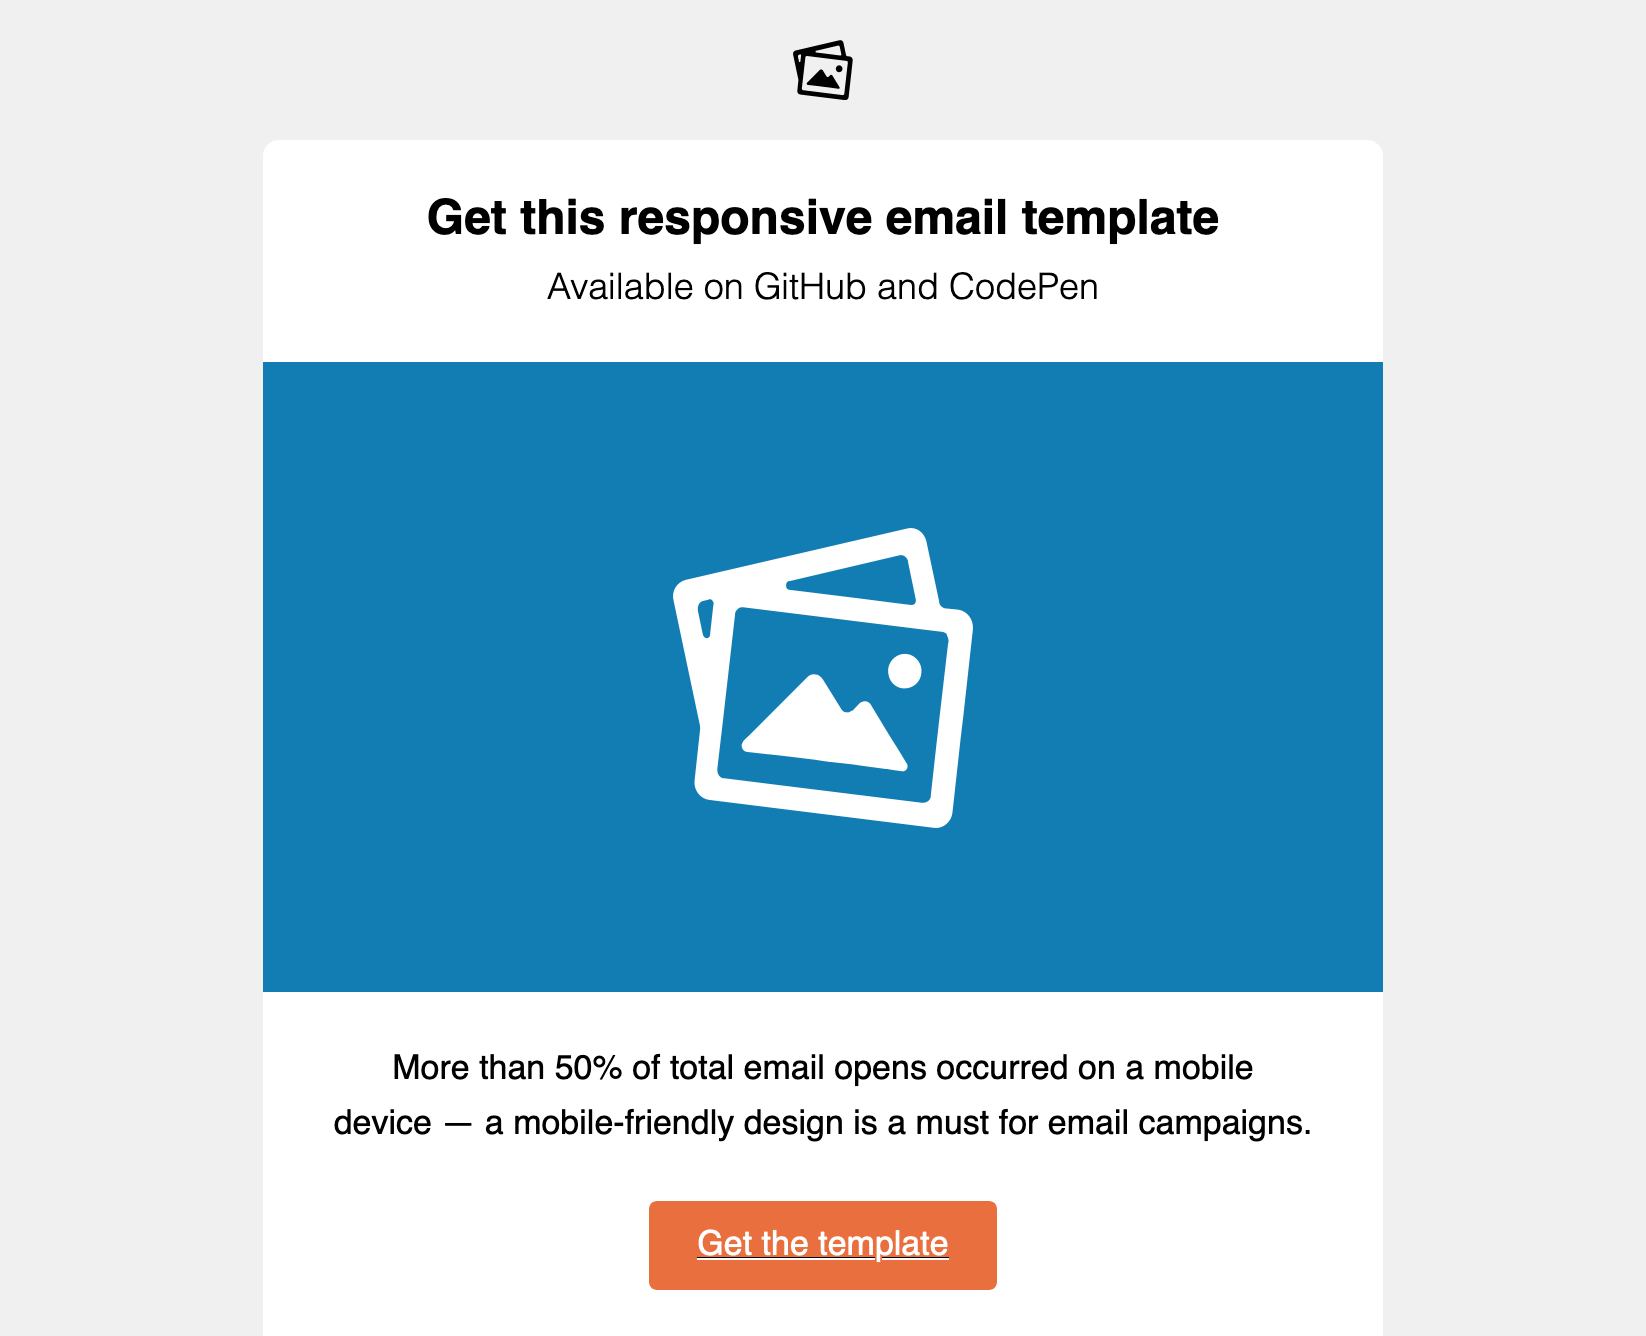 Get this responsive email template
Available on GitHub and CodePen
More than 50% of total email opens occurred on a mobile
device — a mobile-friendly design is a must for email campaigns.
Get the template